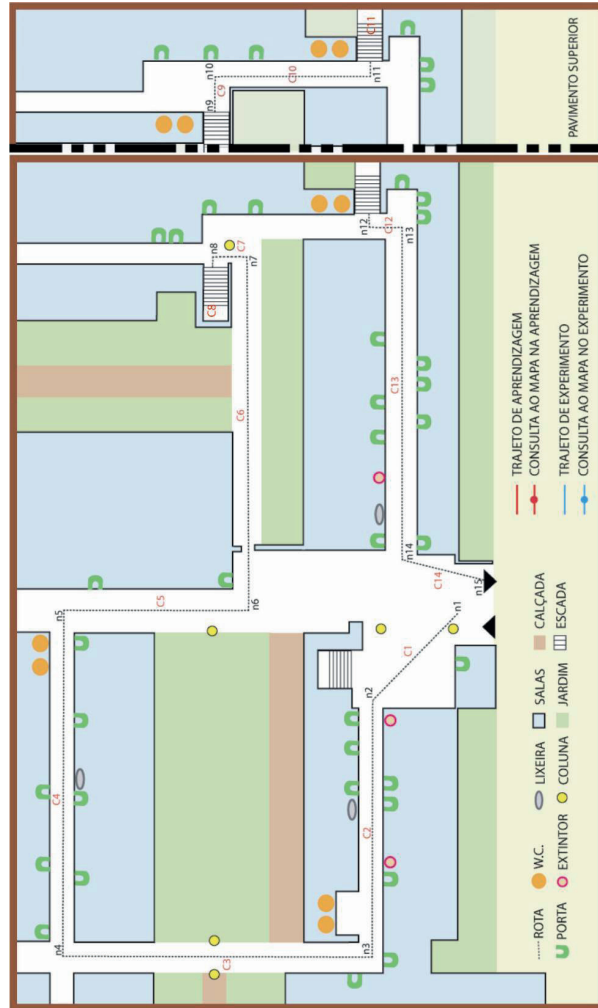 n4
C4
n5
C5
C3
C8
n8
C7
n7
C6
n6
n9
C9
n10
C10
C11
n11
n3
C2
n2
C1
n1
n12
C12
n13
C13
n14
C14
n15
ROTA
W.C.
LIXEIRA
SALAS
CALÇADA
PORTA
EXTINTOR
COLUNA
JARDIM
ESCADA
TRAJETO DE APRENDIZAGEM
CONSULTA AO MAPA NA APRENDIZAGEM
TRAJETO DE EXPERIMENTO
CONSULTA AO MAPA NO EXPERIMENTO
PAVIMENTO SUPERIOR